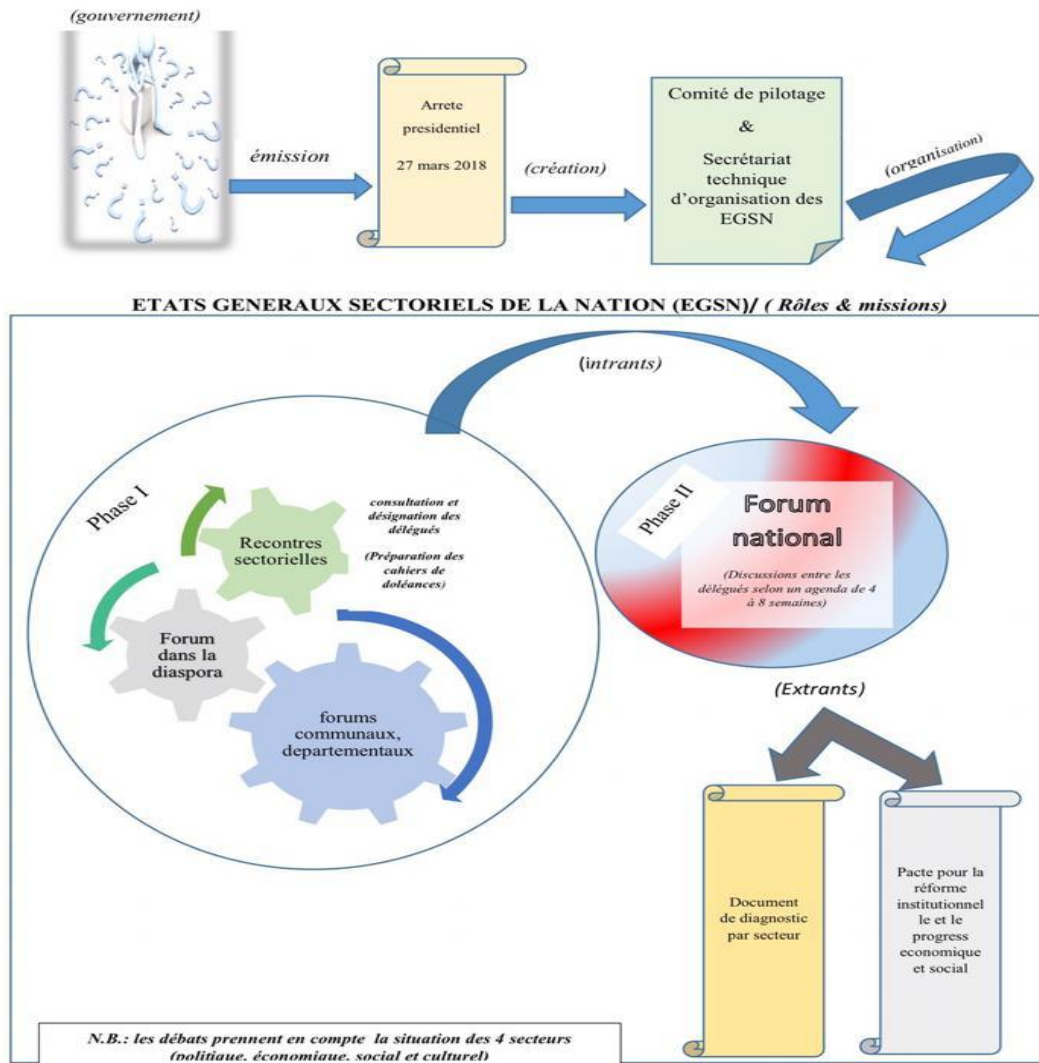 (gouvernement)
émission
Arrete
presidentiel
27 mars 2018
(création)
Comité de pilotage
&
Secrétariat
technique
d'organisation des
EGSN
(organisation)
ETATS GENERAUX SECTORIELS DE LA NATION (EGSN)/ ( Rôles & missions)
(intrants)
Phase I
Recontres
sectorielles
consultation et
désignation des
délégués
(Préparation des
cahiers de
doléances)
Forum
dans la
diaspora
forums
communaux,
departementaux
Phase II
Forum
national
(Discussions entre les
délégués selon un agenda de 4
à 8 semaines)
(Extrants)
Document
de diagnostic
par secteur
Pacte pour la
réforme
institutionnel
le et le
progress
economique
et social
N.B.: les débats prennent en compte la situation des 4 secteurs
(politique, économique, social et culturel)